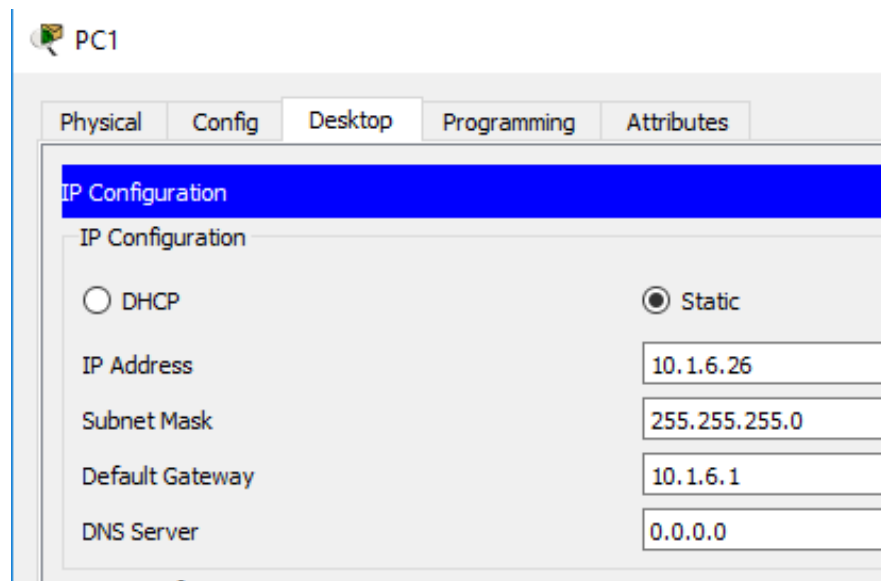 PC1
Physical Config Desktop Programming Attributes
IP Configuration
IP Configuration
DHCP Static
IP Address 10.1.6.26
Subnet Mask 255.255.255.0
Default Gateway 10.1.6.1
DNS Server 0.0.0.0